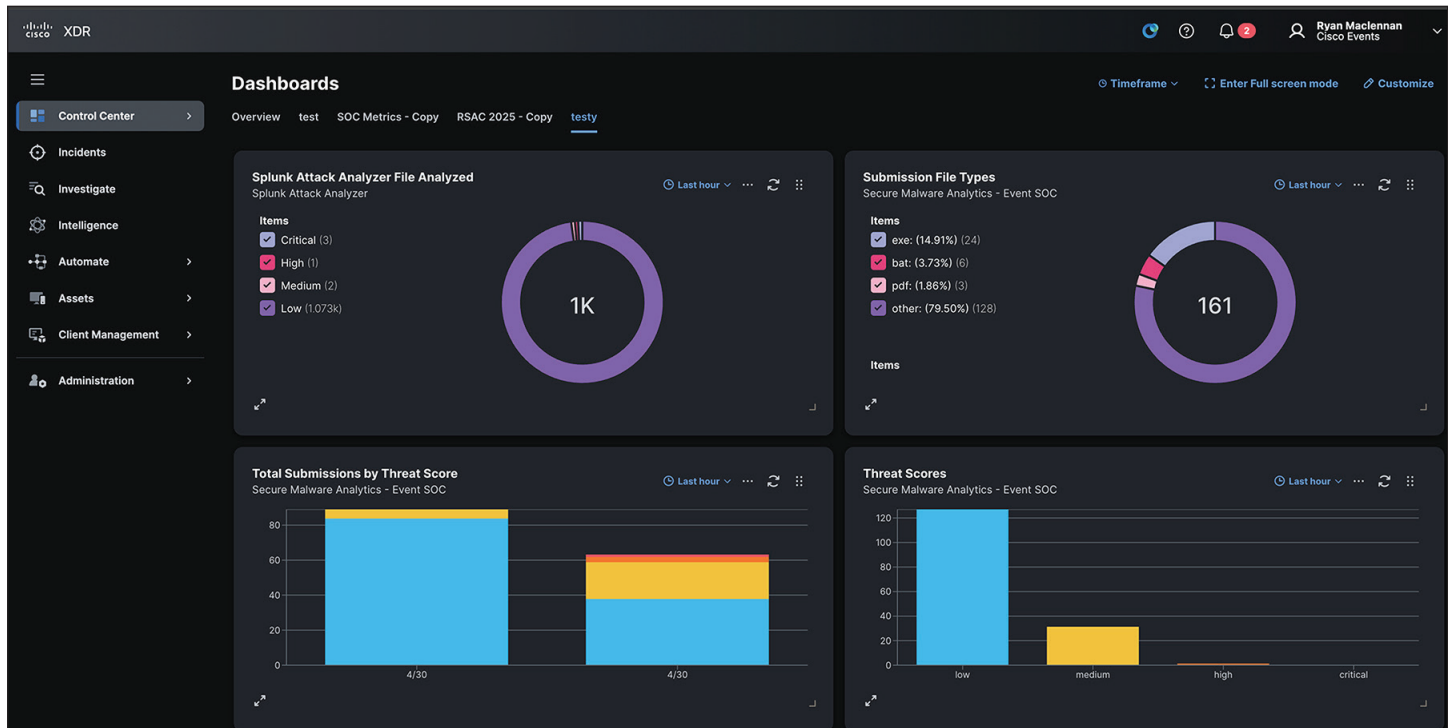 CISCO XDR
2
Ryan Maclennan
Cisco Events
Dashboards
Timeframe
Enter Full screen mode
Customize
Control Center
Incidents
Investigate
Intelligence
Automate
Assets
Client Management
Administration
Overview test SOC Metrics - Copy RSAC 2025 - Copy testy
Splunk Attack Analyzer File Analyzed
Splunk Attack Analyzer
Last hour
Items
Critical (3)
High (1)
Medium (2)
Low (1.073k)
1K
Submission File Types
Secure Malware Analytics - Event SOC
Last hour
Items
exe: (14.91%) (24)
bat: (3.73%) (6)
pdf: (1.86%) (3)
other: (79.50%) (128)
Items
161
Total Submissions by Threat Score
Secure Malware Analytics - Event SOC
Last hour
80
60
40
20
0
4/30 4/30
Threat Scores
Secure Malware Analytics - Event SOC
Last hour
120
100
80
60
40
20
0
low medium high critical